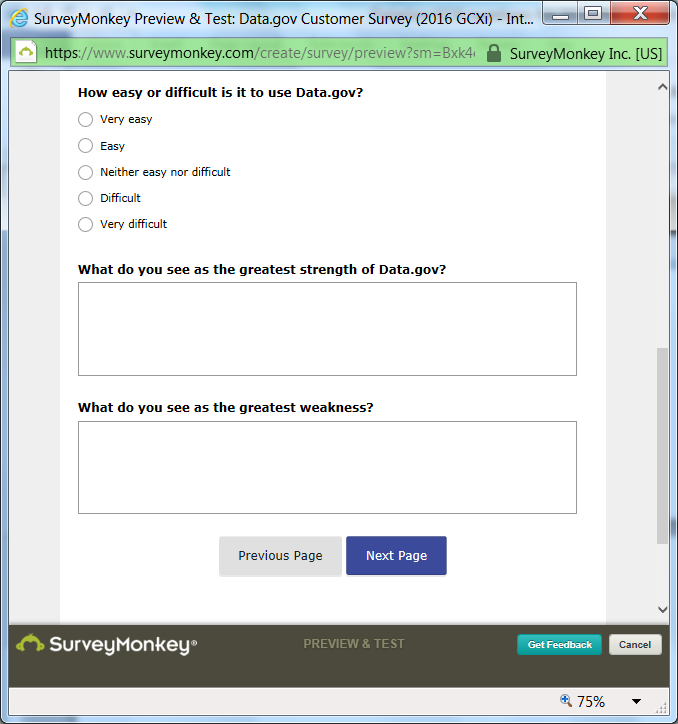 SurveyMonkey Preview & Test: Data.gov Customer Survey (2016 GCXi) - Int...
https://www.surveymonkey.com/create/survey/preview?sm=Bxk4 SurveyMonkey Inc. [US]
How easy or difficult is it to use Data.gov?
Very easy
Easy
Neither easy nor difficult
Difficult
Very difficult
What do you see as the greatest strength of Data.gov?
What do you see as the greatest weakness?
Previous Page Next Page
SurveyMonkey® PREVIEW & TEST Get Feedback Cancel
75%